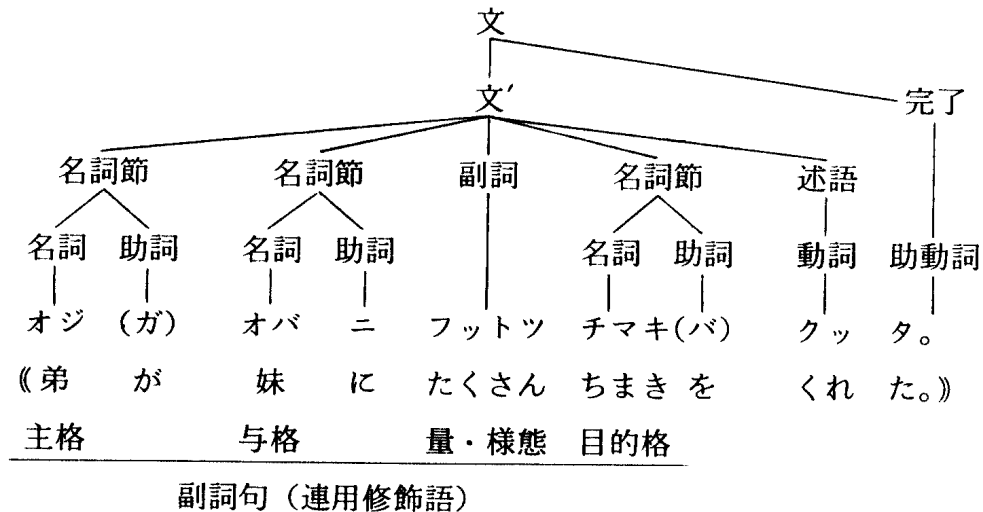 文
文′ 完了
名詞節 名詞節 副詞 名詞節 述語
名詞 助詞 名詞 助詞 名詞 助詞 動詞 助動詞
オジ (ガ) オバ ニ フットツ チマキ(バ) クッ タ。
《弟 が 妹 に たくさん ちまき を くれ た。》
主格 与格 量・様態 目的格
副詞句（連用修飾語）